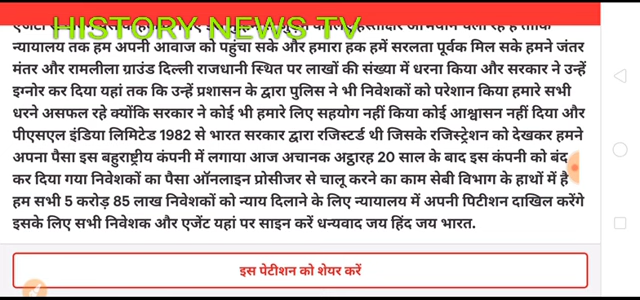 HIISTORY NEWS TV
न्यायालय तक हम अपनी आवाज को पहुंचा सके और हमारा हक हमें सरलता पूर्वक मिल सके हमने जंतर
मंतर और रामलीला ग्राउंड दिल्ली राजधानी स्थित पर लाखों की संख्या में धरना किया और सरकार ने उन्हें
इग्नोर कर दिया यहां तक कि उन्हें प्रशासन के द्वारा पुलिस ने भी निवेशकों को परेशान किया हमारे सभी
धरने असफल रहे क्योंकि सरकार ने कोई भी हमारे लिए सहयोग नहीं किया कोई आश्वासन नहीं दिया और
पीएसएल इंडिया लिमिटेड 1982 से भारत सरकार द्वारा रजिस्टर्ड थी जिसके रजिस्ट्रेशन को देखकर हमने
अपना पैसा इस बहुराष्ट्रीय कंपनी में लगाया आज अचानक अट्ठारह 20 साल के बाद इस कंपनी को बंद
कर दिया गया निवेशकों का पैसा ऑनलाइन प्रोसीजर से चालू करने का काम सेबी विभाग के हाथों में है
हम सभी 5 करोड़ 85 लाख निवेशकों को न्याय दिलाने के लिए न्यायालय में अपनी पिटीशन दाखिल करेंगे
इसके लिए सभी निवेशक और एजेंट यहां पर साइन करें धन्यवाद जय हिंद जय भारत.
इस पेटीशन को शेयर करें